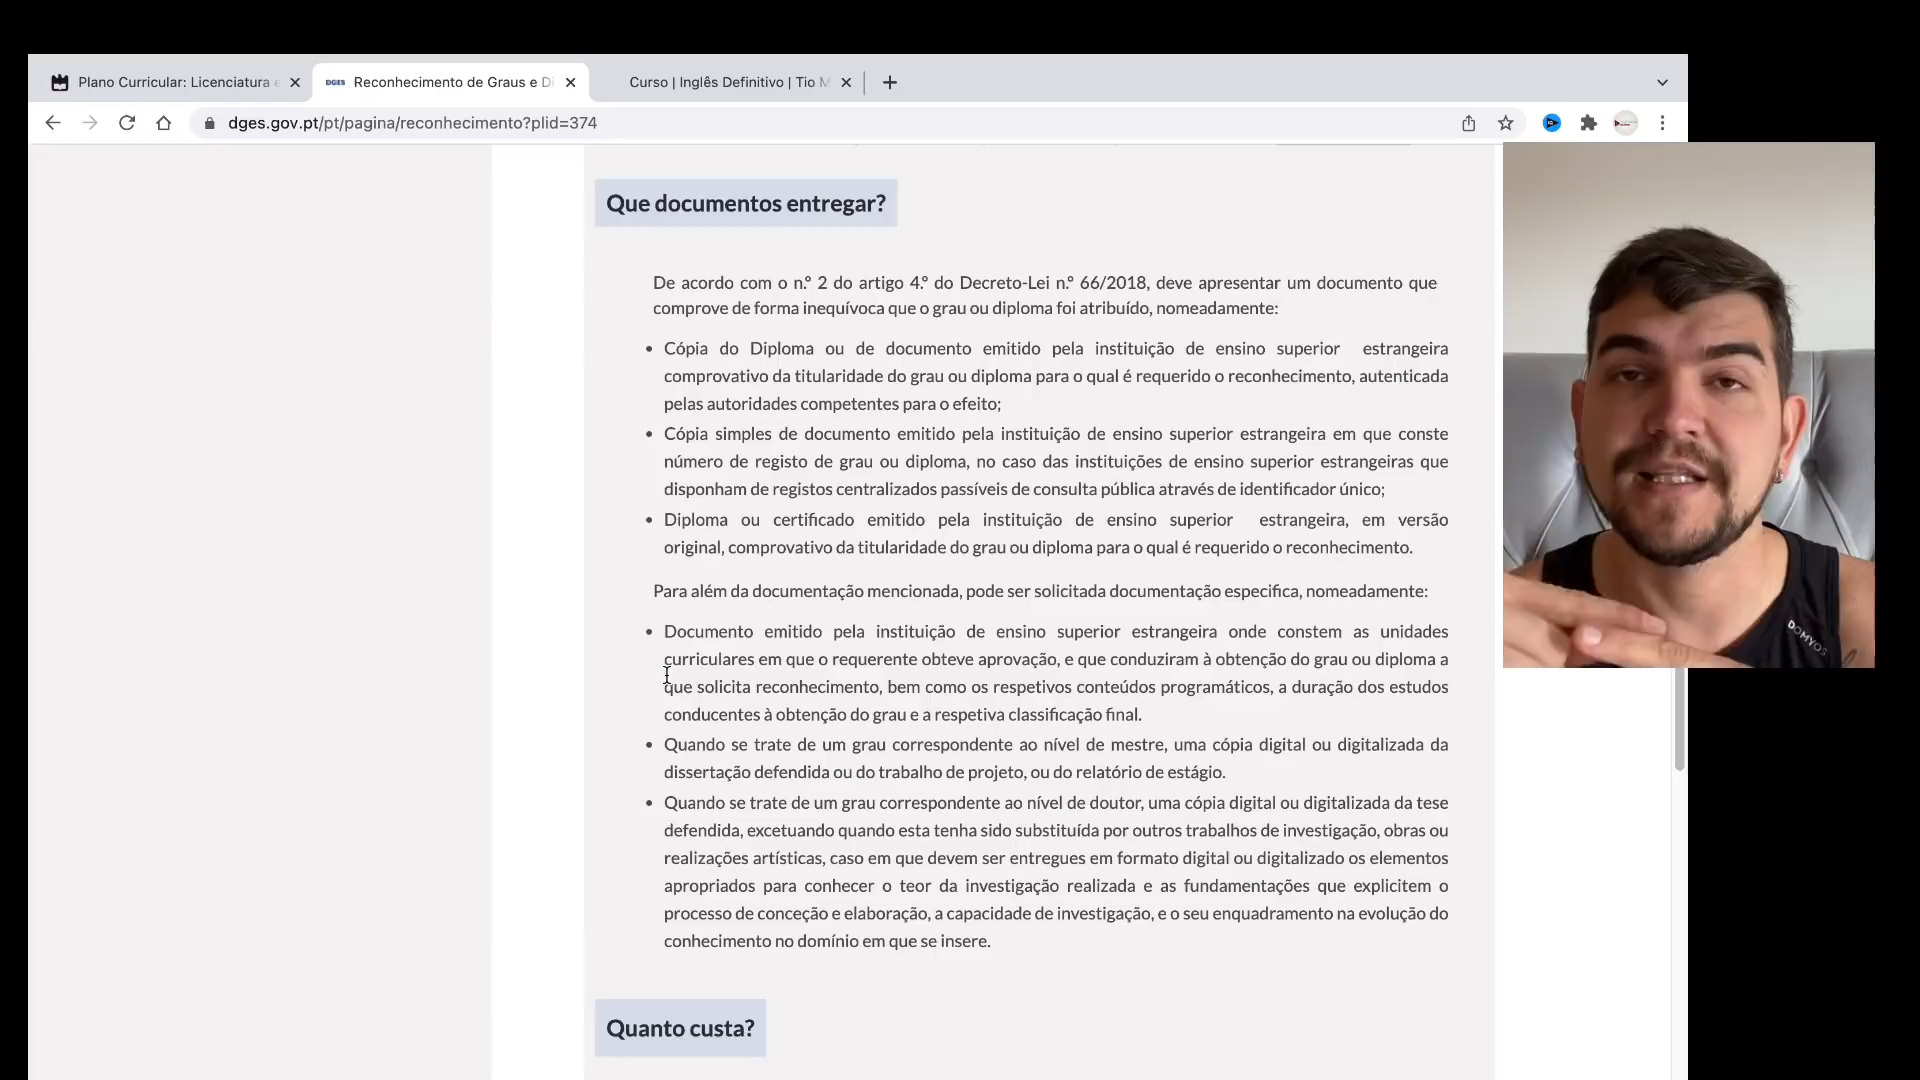 Plano Curricular: Licenciatura e
DGES Reconhecimento de Graus e Di
Curso | Inglês Definitivo | Tio M
dges.gov.pt/pt/pagina/reconhecimento?plid=374
Que documentos entregar?
De acordo com o n.º 2 do artigo 4.º do Decreto-Lei n.º 66/2018, deve apresentar um documento que
comprove de forma inequívoca que o grau ou diploma foi atribuído, nomeadamente:
• Cópia do Diploma ou de documento emitido pela instituição de ensino superior estrangeira
comprovativo da titularidade do grau ou diploma para o qual é requerido o reconhecimento, autenticada
pelas autoridades competentes para o efeito;
• Cópia simples de documento emitido pela instituição de ensino superior estrangeira em que conste
número de registo de grau ou diploma, no caso das instituições de ensino superior estrangeiras que
disponham de registos centralizados passíveis de consulta pública através de identificador único;
• Diploma ou certificado emitido pela instituição de ensino superior estrangeira, em versão
original, comprovativo da titularidade do grau ou diploma para o qual é requerido o reconhecimento.
Para além da documentação mencionada, pode ser solicitada documentação especifica, nomeadamente:
• Documento emitido pela instituição de ensino superior estrangeira onde constem as unidades
curriculares em que o requerente obteve aprovação, e que conduziram à obtenção do grau ou diploma a
que solicita reconhecimento, bem como os respetivos conteúdos programáticos, a duração dos estudos
conducentes à obtenção do grau e a respetiva classificação final.
• Quando se trate de um grau correspondente ao nível de mestre, uma cópia digital ou digitalizada da
dissertação defendida ou do trabalho de projeto, ou do relatório de estágio.
• Quando se trate de um grau correspondente ao nível de doutor, uma cópia digital ou digitalizada da tese
defendida, excetuando quando esta tenha sido substituída por outros trabalhos de investigação, obras ou
realizações artísticas, caso em que devem ser entregues em formato digital ou digitalizado os elementos
apropriados para conhecer o teor da investigação realizada e as fundamentações que explicitem o
processo de conceção e elaboração, a capacidade de investigação, e o seu enquadramento na evolução do
conhecimento no domínio em que se insere.
Quanto custa?
DOMYOS